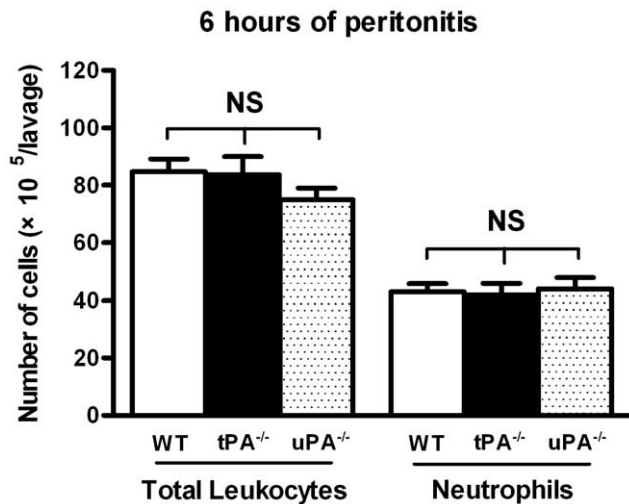 6 hours of peritonitis
Number of cells (× 10 ⁵/lavage)
120
100
80
60
40
20
0
NS
NS
WT tPA⁻/⁻ uPA⁻/⁻ WT tPA⁻/⁻ uPA⁻/⁻
Total Leukocytes Neutrophils